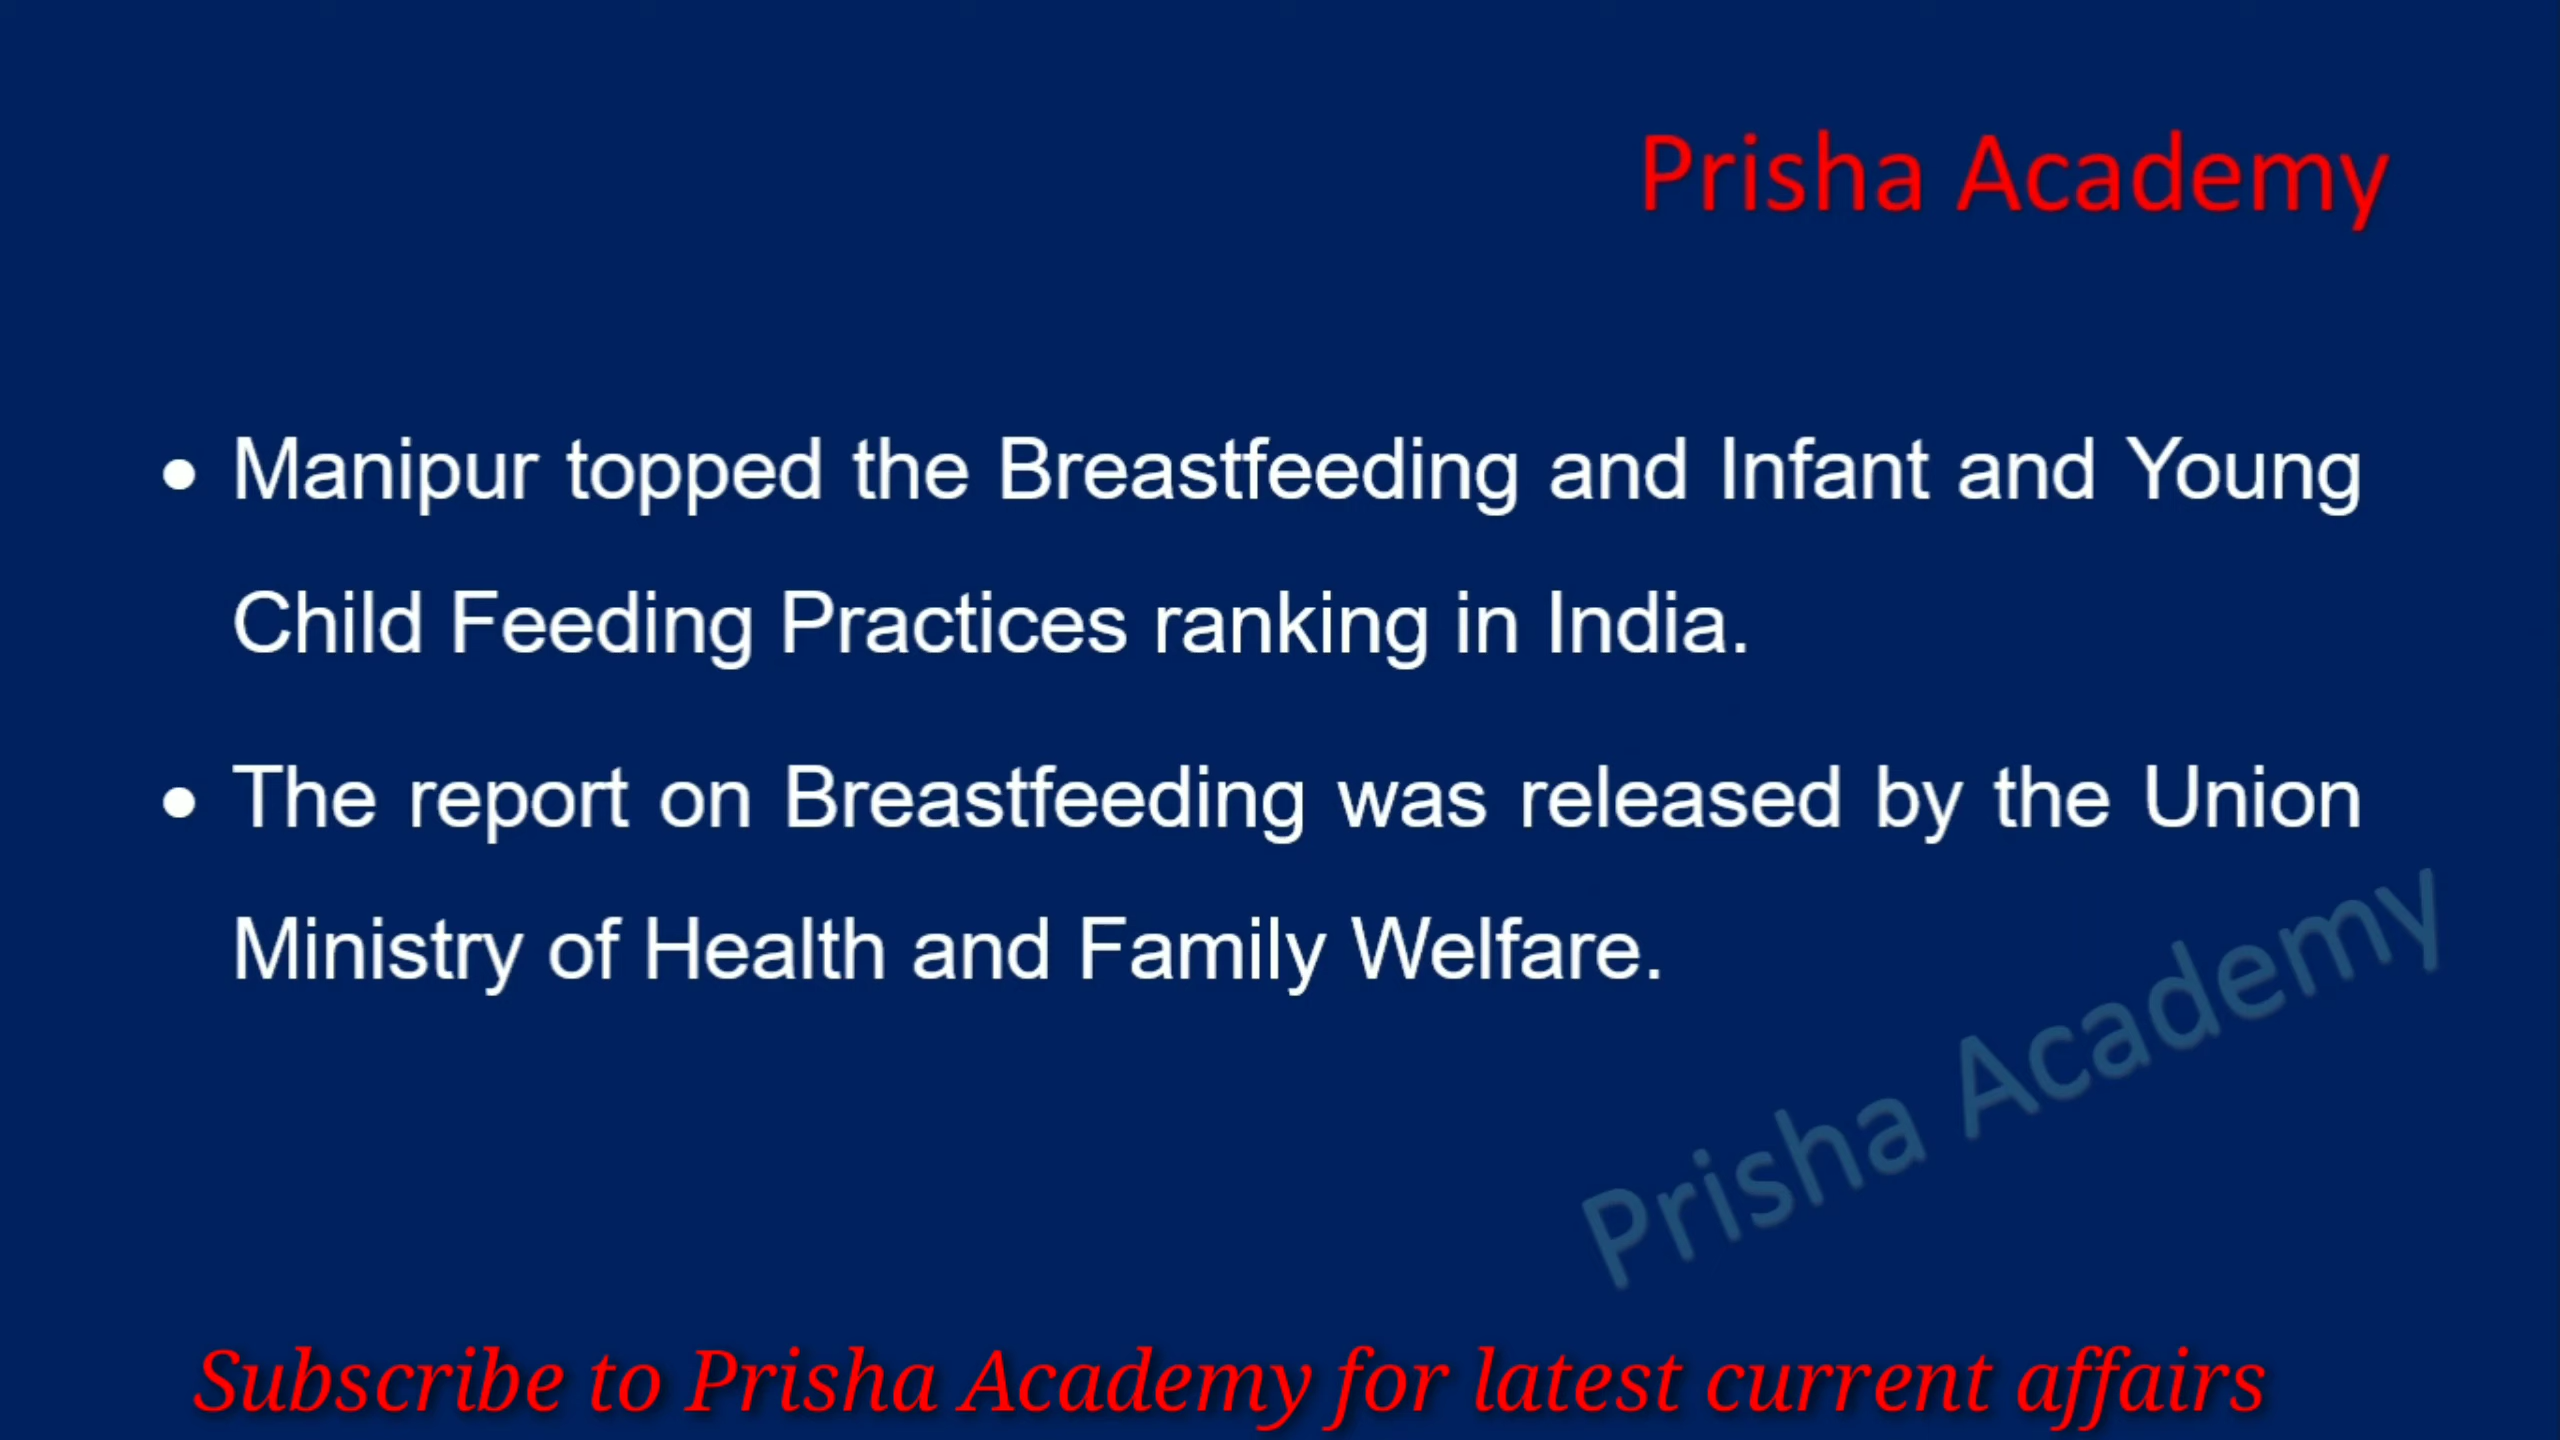 Prisha Academy
• Manipur topped the Breastfeeding and Infant and Young
Child Feeding Practices ranking in India.
• The report on Breastfeeding was released by the Union
Ministry of Health and Family Welfare.
Prisha Academy
Subscribe to Prisha Academy for latest current affairs